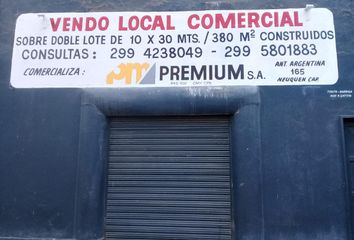 VENDO LOCAL COMERCIAL
SOBRE DOBLE LOTE DE 10 X 30 MTS. / 380 M² CONSTRUIDOS
CONSULTAS: 299 4238049 - 299 5801883
COMERCIALIZA: PREMIUM S.A.
ANT. ARGENTINA
165
NEUQUEN CAP.